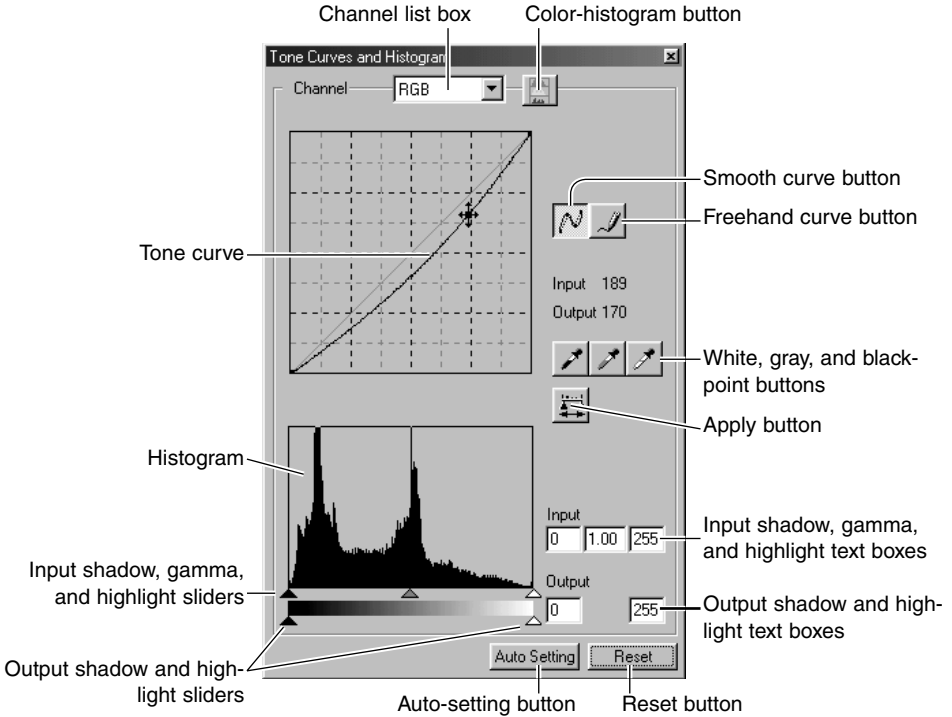 Channel list box
Color-histogram button
Tone Curves and Histogram
Channel
RGB
Smooth curve button
Freehand curve button
Tone curve
Input 189
Output 170
White, gray, and black-
point buttons
Apply button
Histogram
Input
0 1.00 255
Input shadow, gamma,
and highlight text boxes
Input shadow, gamma,
and highlight sliders
Output
0 255
Output shadow and high-
light text boxes
Output shadow and high-
light sliders
Auto Setting
Reset
Auto-setting button
Reset button